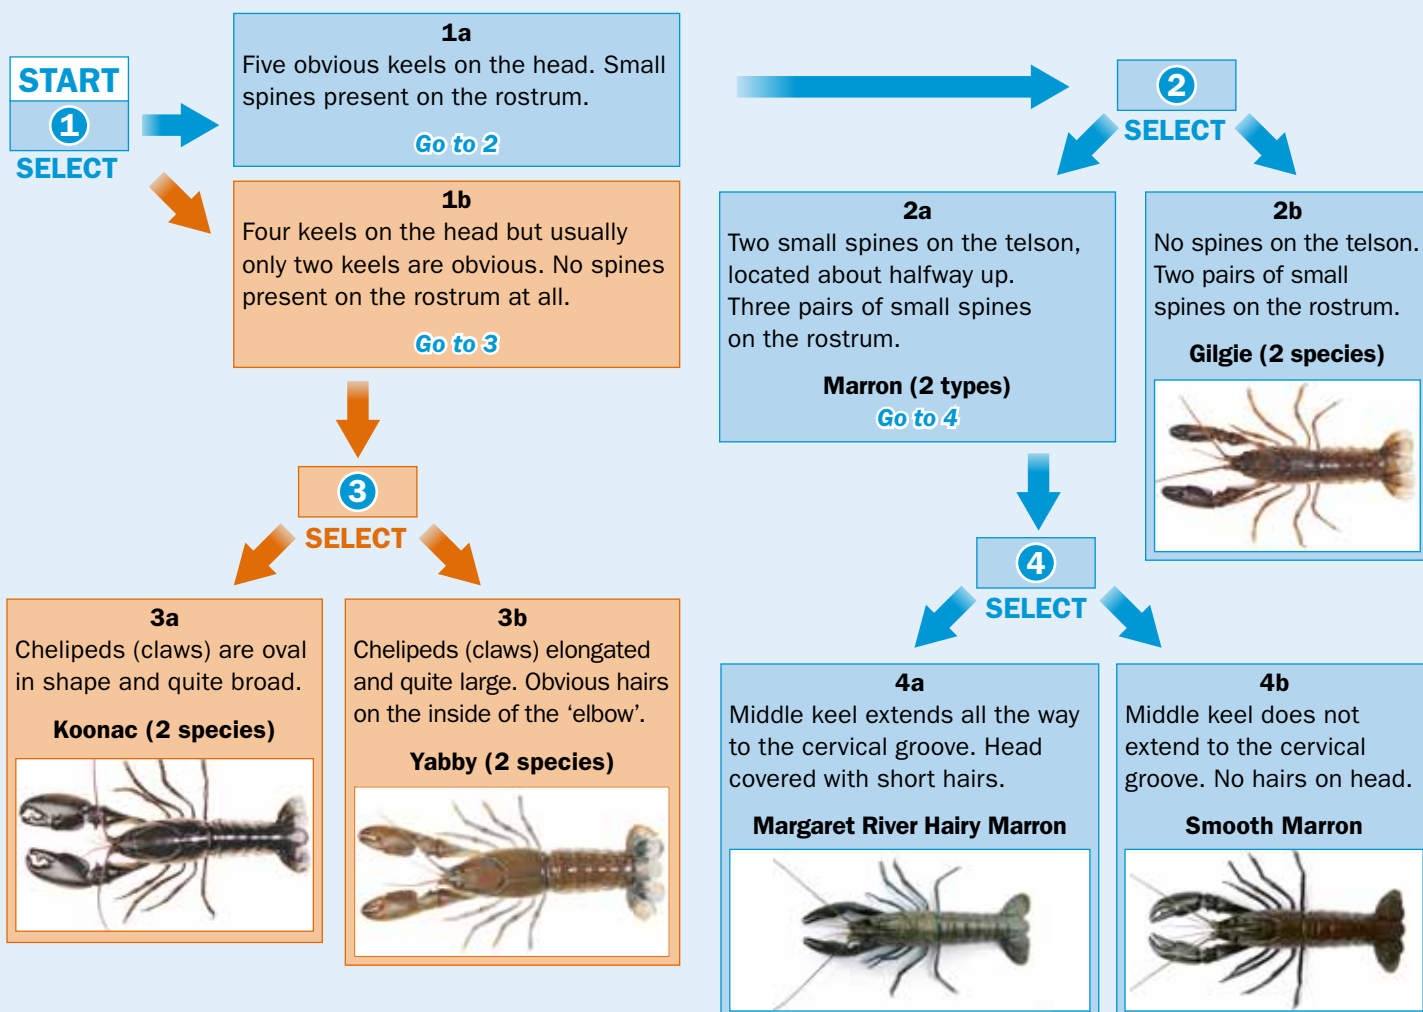 START
1
SELECT
1a
Five obvious keels on the head. Small
spines present on the rostrum.
Go to 2
1b
Four keels on the head but usually
only two keels are obvious. No spines
present on the rostrum at all.
Go to 3
3
SELECT
3a
Chelipeds (claws) are oval
in shape and quite broad.
Koonac (2 species)
3b
Chelipeds (claws) elongated
and quite large. Obvious hairs
on the inside of the ‘elbow’.
Yabby (2 species)
2
SELECT
2a
Two small spines on the telson,
located about halfway up.
Three pairs of small spines
on the rostrum.
Marron (2 types)
Go to 4
2b
No spines on the telson.
Two pairs of small
spines on the rostrum.
Gilgie (2 species)
4
SELECT
4a
Middle keel extends all the way
to the cervical groove. Head
covered with short hairs.
Margaret River Hairy Marron
4b
Middle keel does not
extend to the cervical
groove. No hairs on head.
Smooth Marron